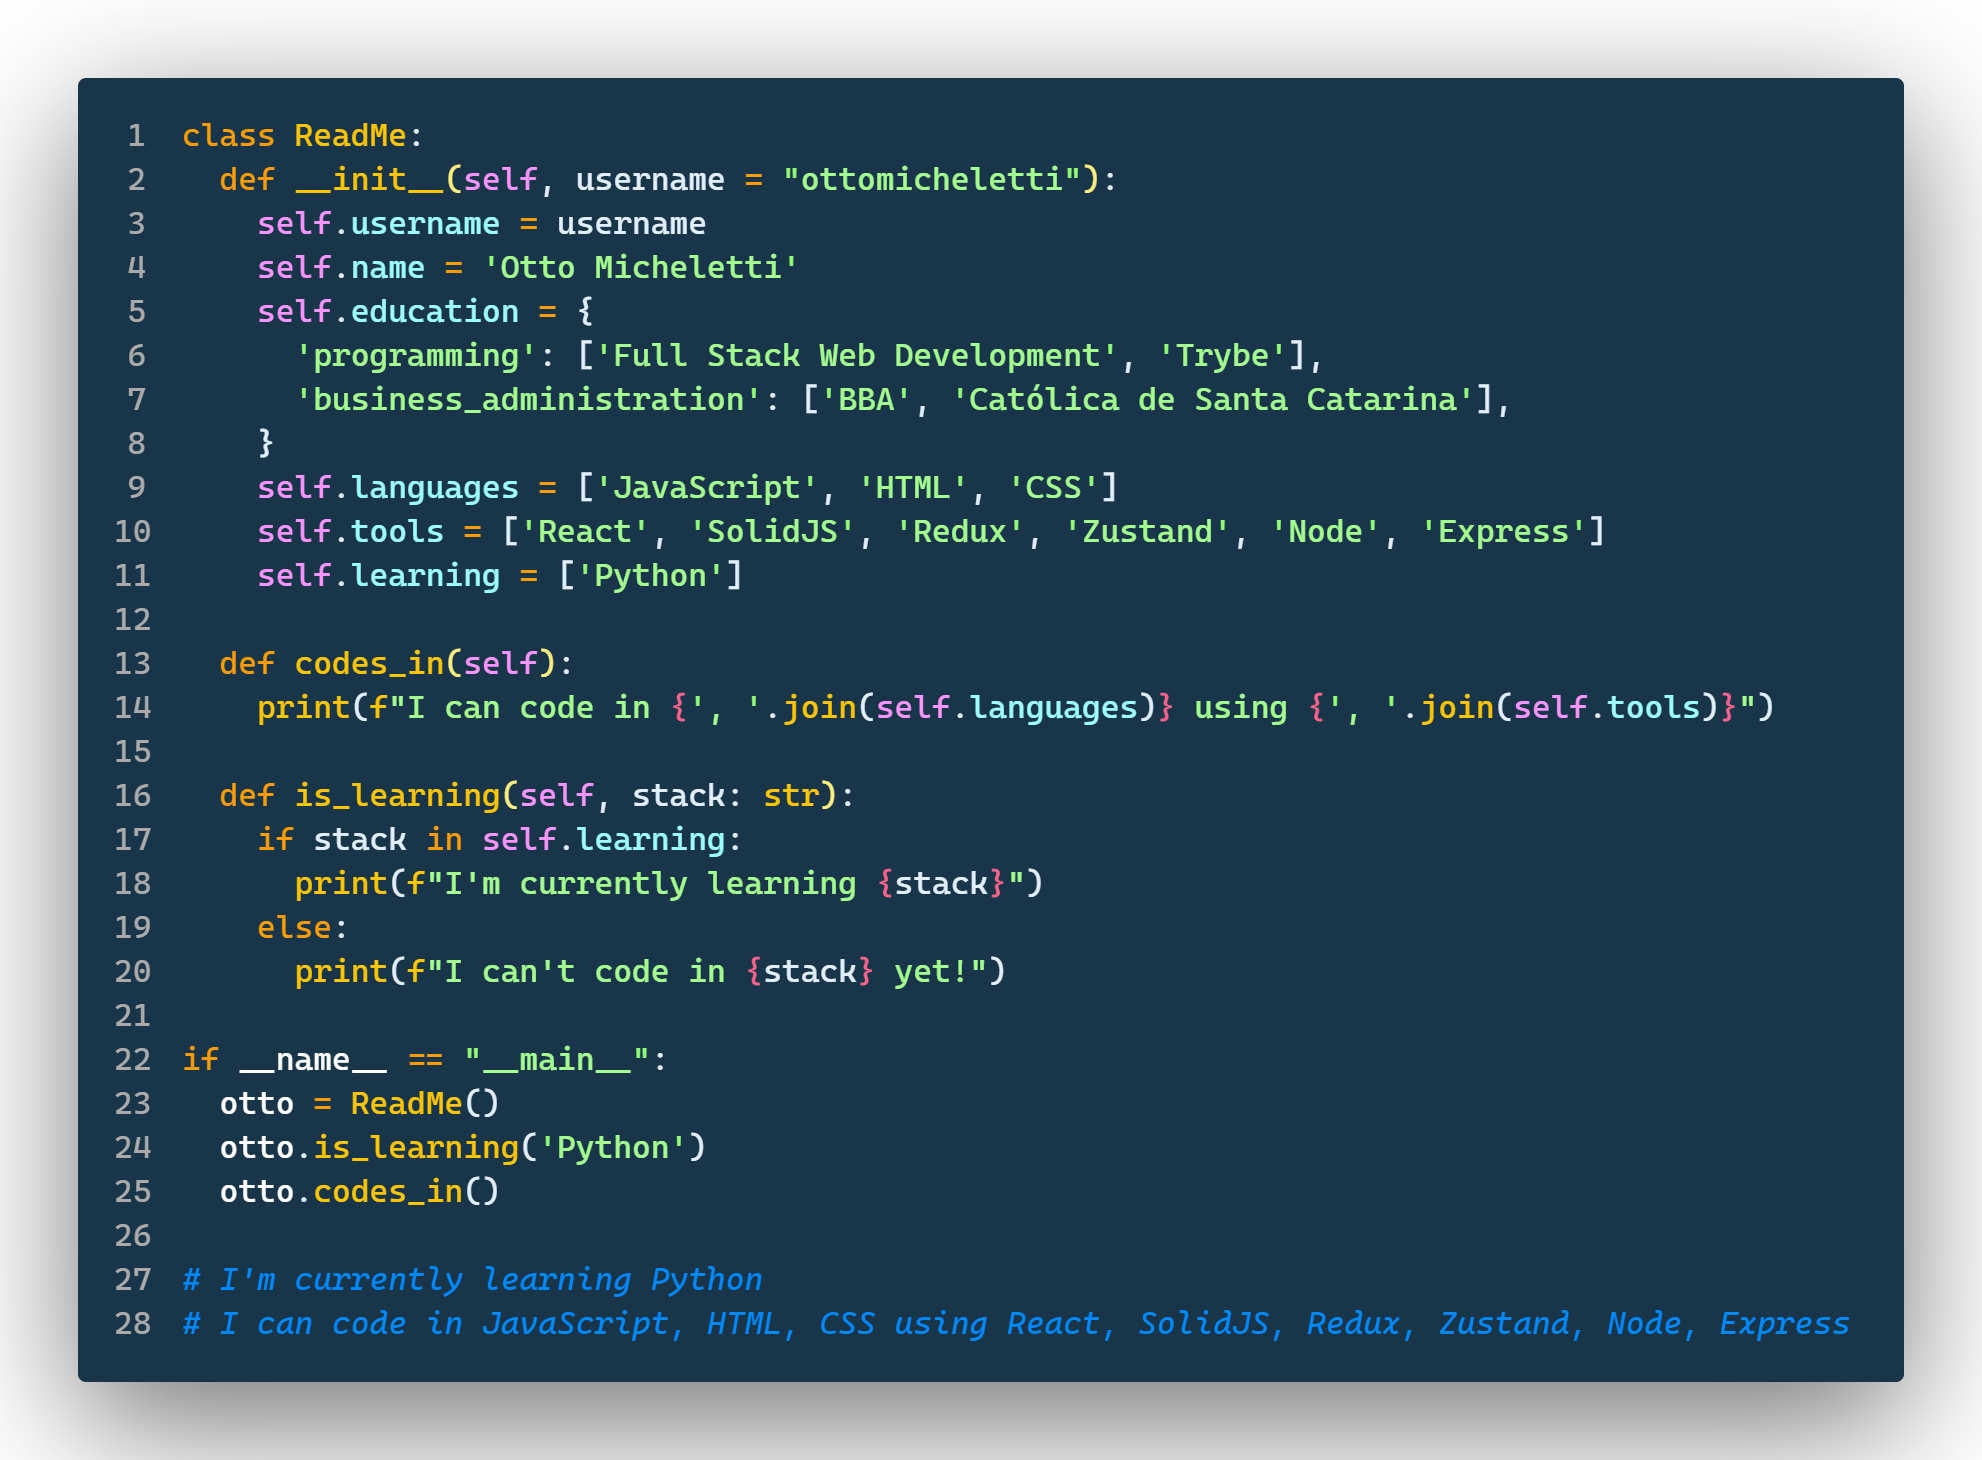 1 class ReadMe:
2   def __init__(self, username = "ottomicheletti"):
3     self.username = username
4     self.name = 'Otto Micheletti'
5     self.education = {
6       'programming': ['Full Stack Web Development', 'Trybe'],
7       'business_administration': ['BBA', 'Católica de Santa Catarina'],
8     }
9     self.languages = ['JavaScript', 'HTML', 'CSS']
10     self.tools = ['React', 'SolidJS', 'Redux', 'Zustand', 'Node', 'Express']
11     self.learning = ['Python']
12
13   def codes_in(self):
14     print(f"I can code in {', '.join(self.languages)} using {', '.join(self.tools)}")
15
16   def is_learning(self, stack: str):
17     if stack in self.learning:
18       print(f"I'm currently learning {stack}")
19     else:
20       print(f"I can't code in {stack} yet!")
21
22 if __name__ == "__main__":
23   otto = ReadMe()
24   otto.is_learning('Python')
25   otto.codes_in()
26
27 # I'm currently learning Python
28 # I can code in JavaScript, HTML, CSS using React, SolidJS, Redux, Zustand, Node, Express